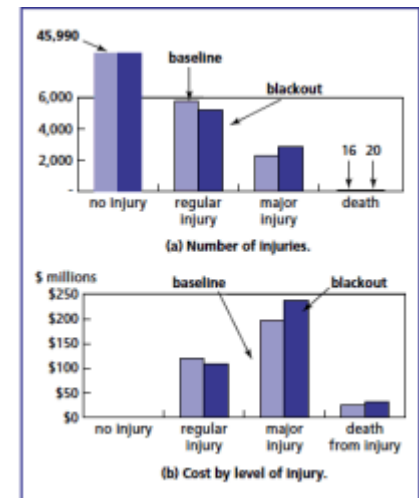 45,990
baseline
blackout
6,000
4,000
2,000
-
16 20
no injury regular injury major injury death
(a) Number of injuries.
$ millions
baseline blackout
$250
$200
$150
$100
$50
$0
no injury regular injury major injury death from injury
(b) Cost by level of injury.